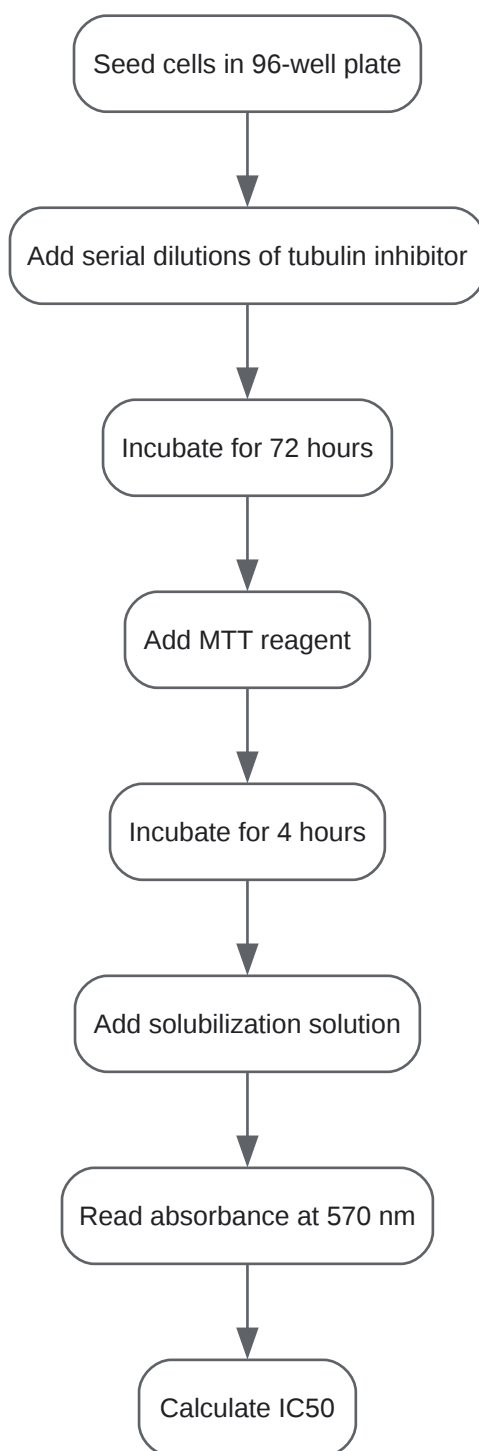 Seed cells in 96-well plate
Add serial dilutions of tubulin inhibitor
Incubate for 72 hours
Add MTT reagent
Incubate for 4 hours
Add solubilization solution
Read absorbance at 570 nm
Calculate IC50